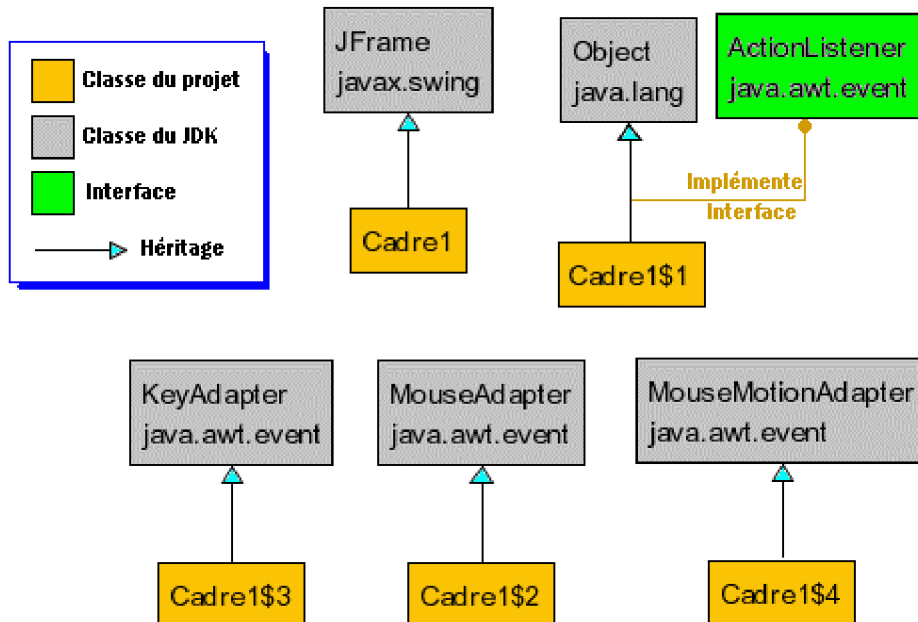 Classe du projet
Classe du JDK
Interface
Héritage
JFrame
javax.swing
Cadre1
Object
java.lang
ActionListener
java.awt.event
Implémente
Interface
Cadre1$1
KeyAdapter
java.awt.event
Cadre1$3
MouseAdapter
java.awt.event
Cadre1$2
MouseMotionAdapter
java.awt.event
Cadre1$4